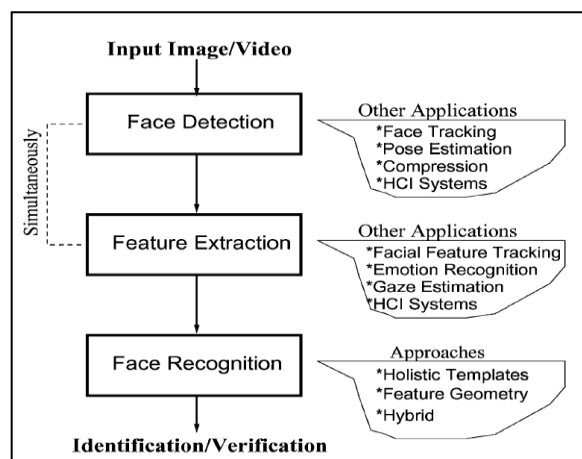 Input Image/Video
Face Detection
Other Applications
*Face Tracking
*Pose Estimation
*Compression
*HCI Systems
Simultaneously
Feature Extraction
Other Applications
*Facial Feature Tracking
*Emotion Recognition
*Gaze Estimation
*HCI Systems
Face Recognition
Approaches
*Holistic Templates
*Feature Geometry
*Hybrid
Identification/Verification